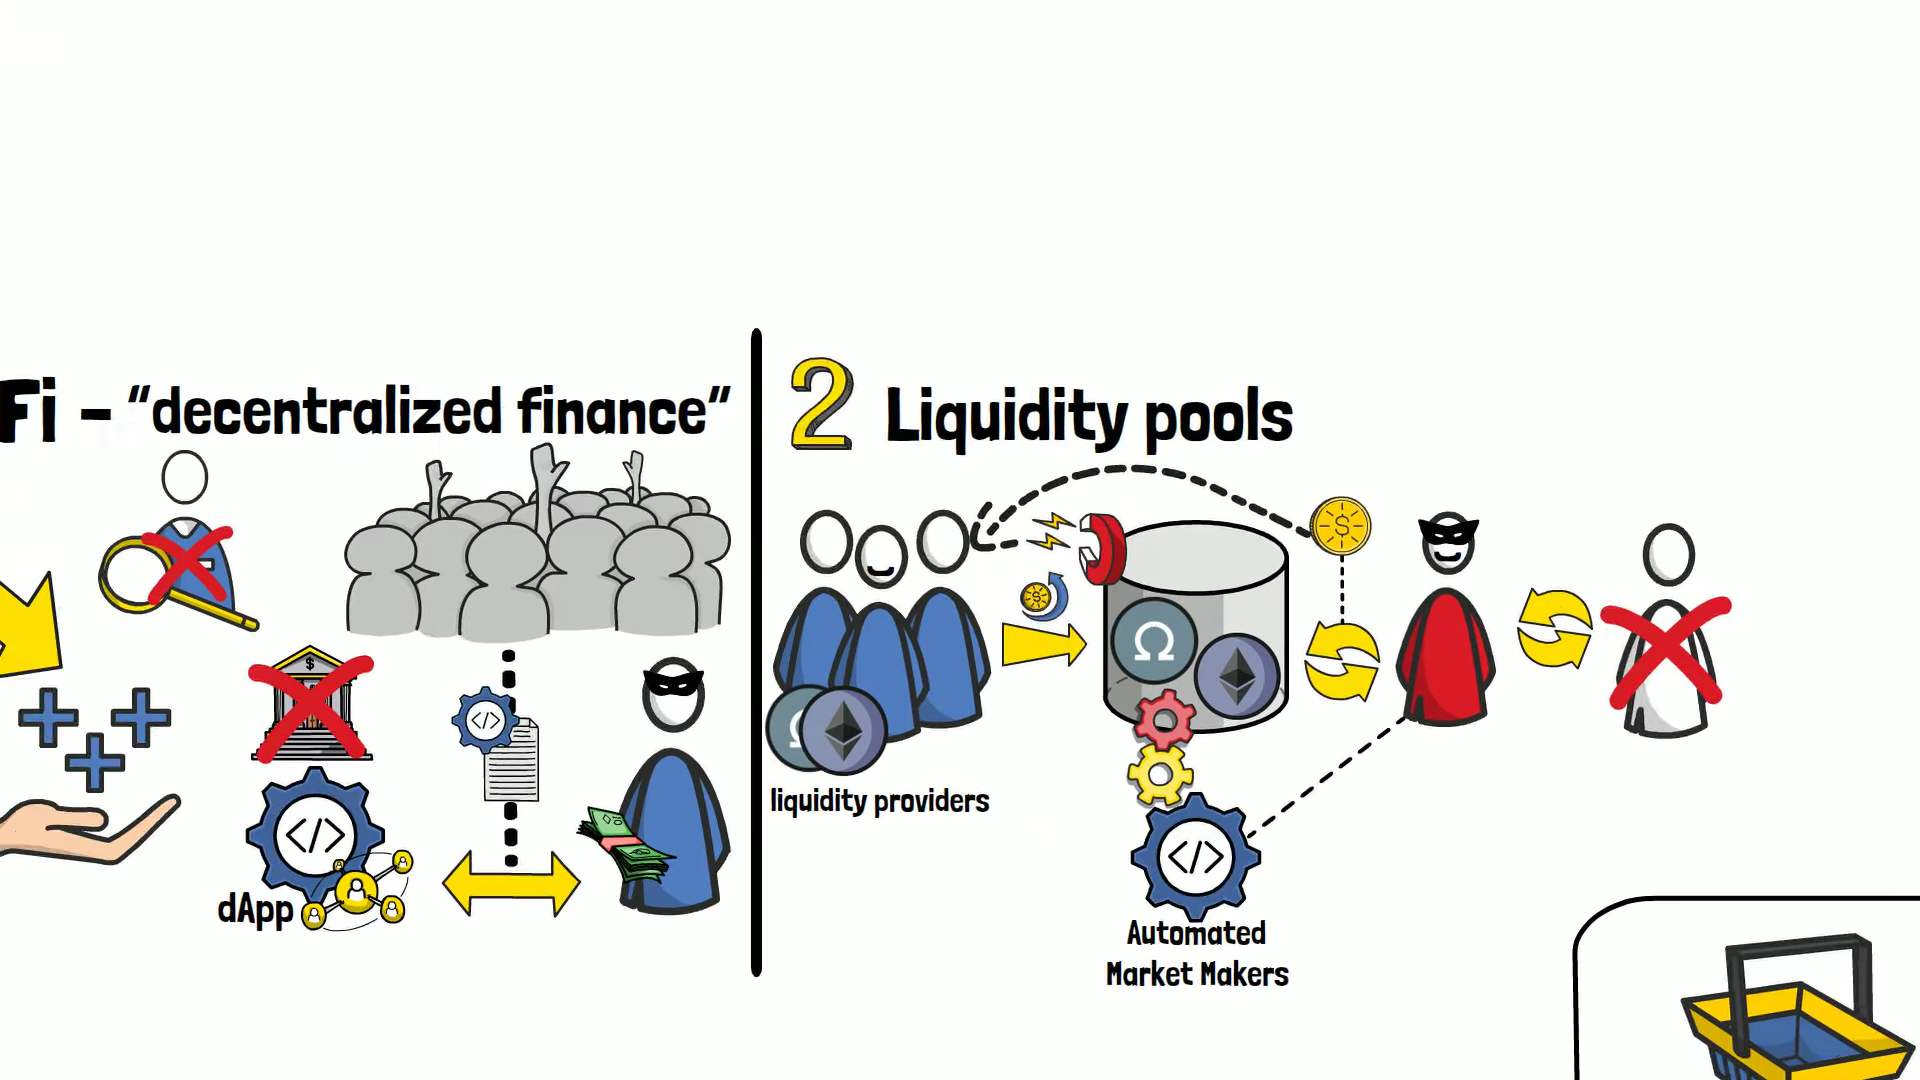 Fi - “decentralized finance”
dApp
2 Liquidity pools
liquidity providers
Automated
Market Makers